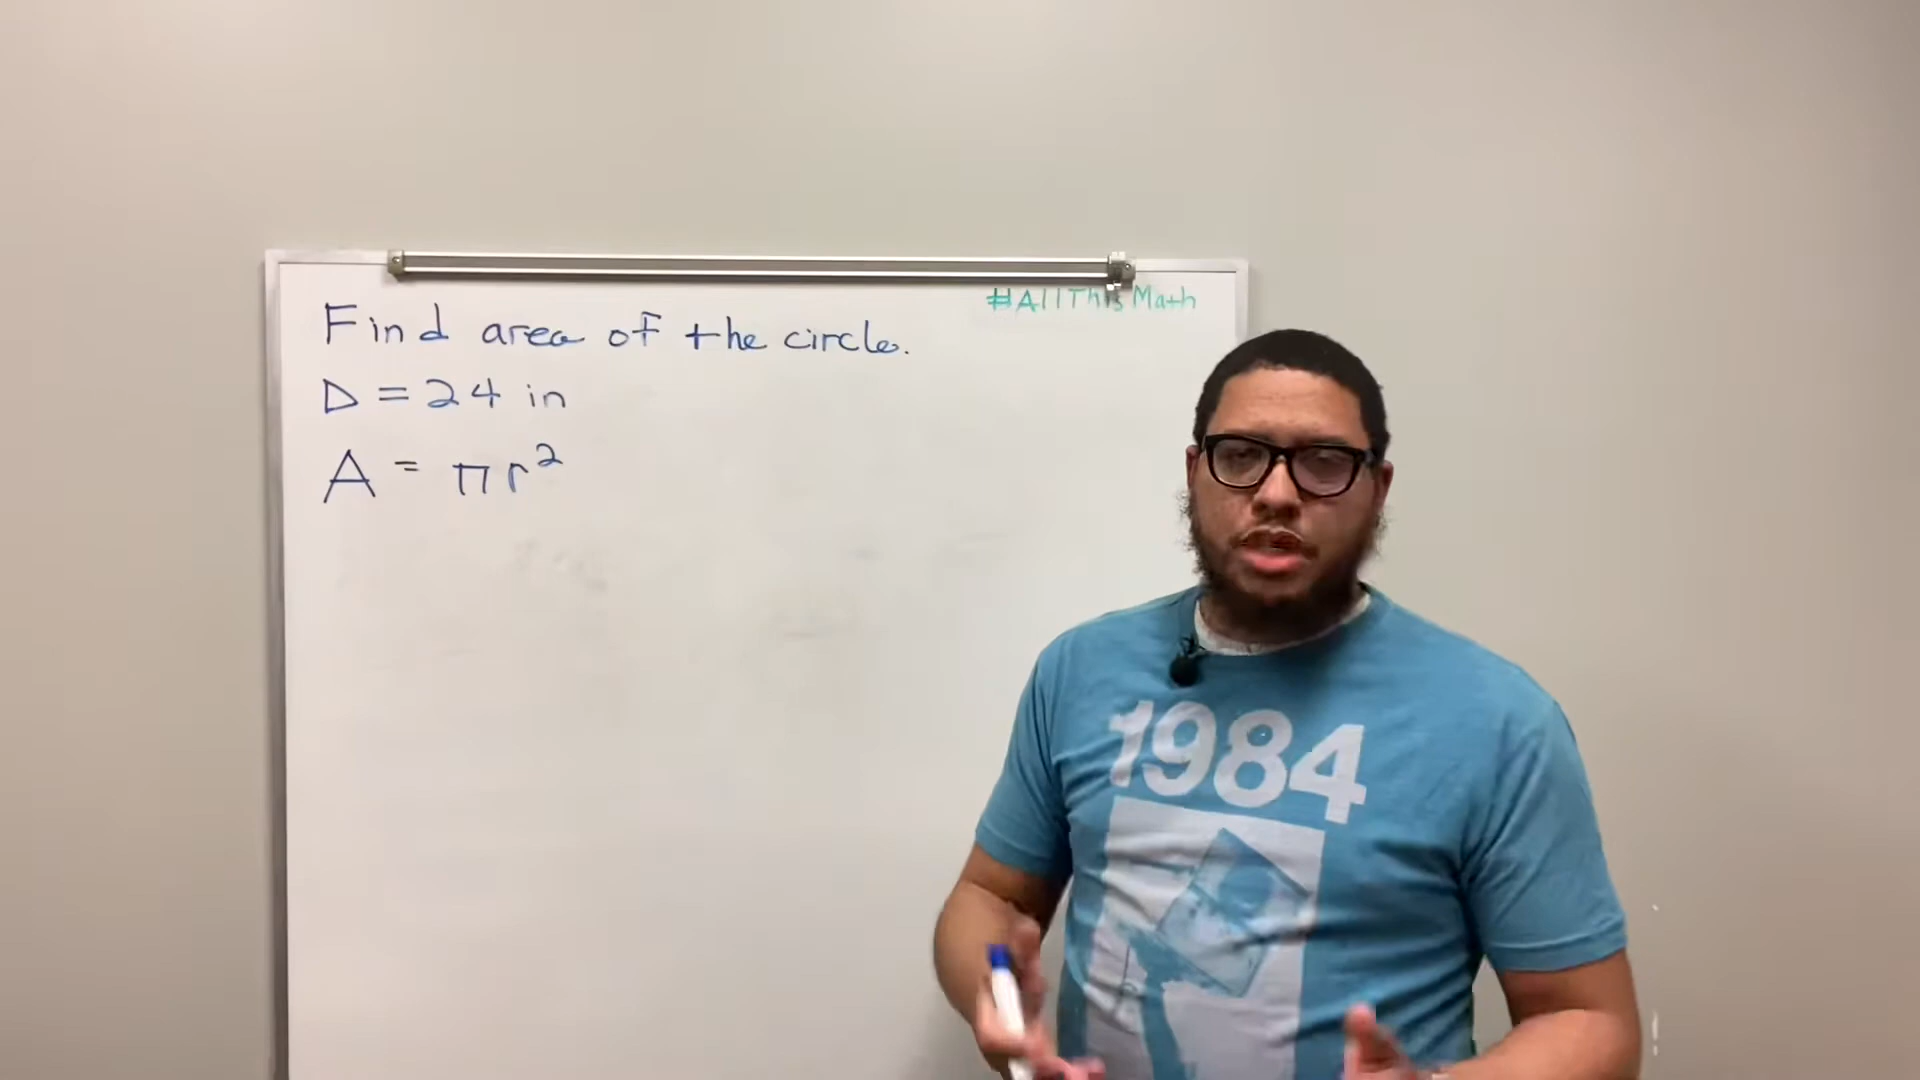 #AllThisMath
Find area of the circle.
D = 24 in
A = πr²
1984